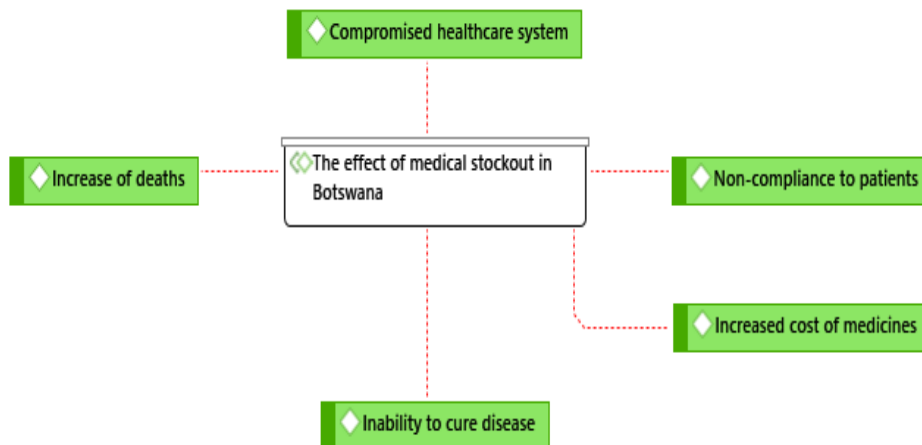 Compromised healthcare system
The effect of medical stockout in
Botswana
Increase of deaths
Non-compliance to patients
Increased cost of medicines
Inability to cure disease